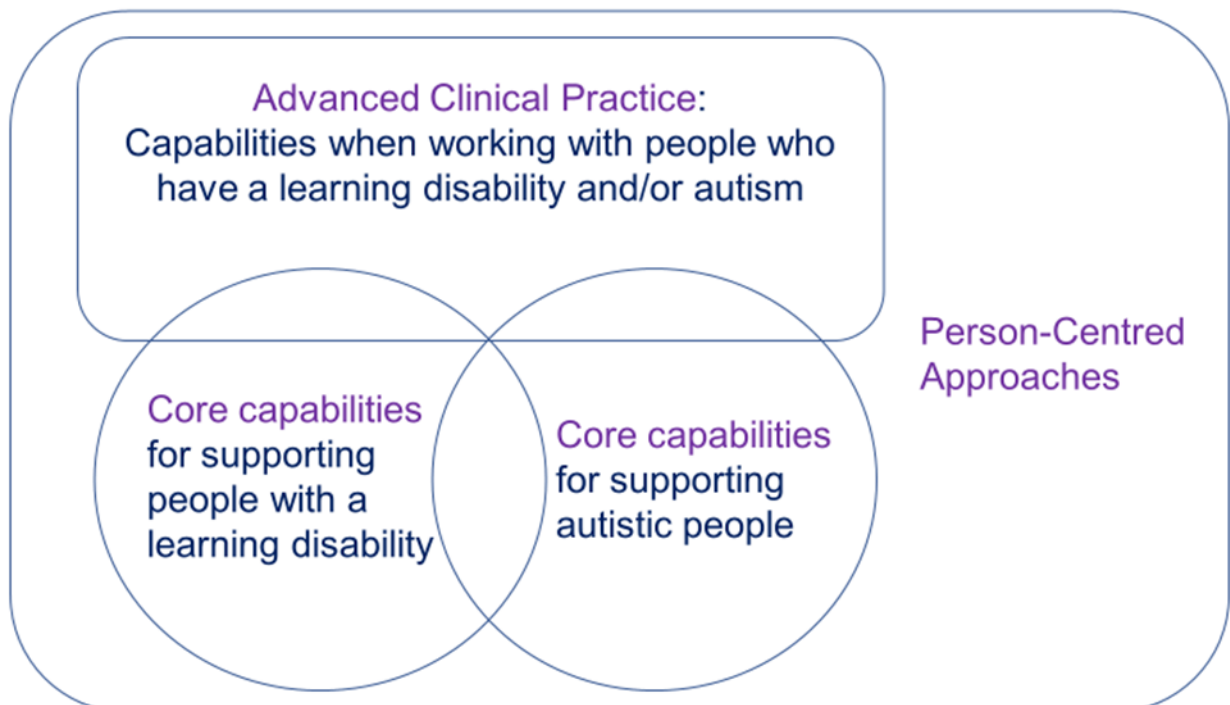 Advanced Clinical Practice:
Capabilities when working with people who
have a learning disability and/or autism
Person-Centred
Approaches
Core capabilities
for supporting
people with a
learning disability
Core capabilities
for supporting
autistic people